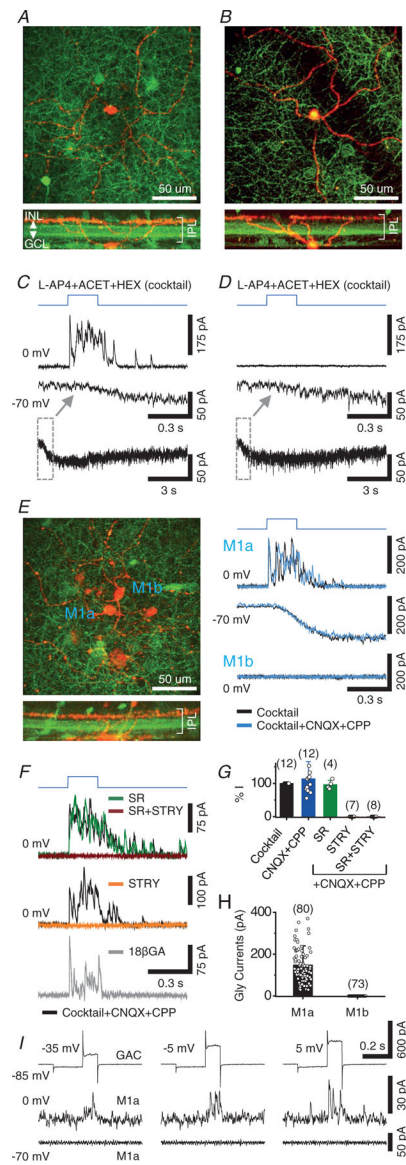 A
B
50 um
50 um
INL
GCL
IPL
IPL
C
D
L-AP4+ACET+HEX (cocktail)
L-AP4+ACET+HEX (cocktail)
0 mV
175 pA
175 pA
-70 mV
50 pA
50 pA
0.3 s
0.3 s
50 pA
50 pA
3 s
3 s
E
M1b
M1a
50 µm
IPL
M1a
0 mV
200 pA
-70 mV
200 pA
M1b
0 mV
200 pA
0.3 s
Cocktail
Cocktail+CNQX+CPP
F
SR
SR+STRY
0 mV
75 pA
STRY
0 mV
100 pA
18βGA
75 pA
0.3 s
Cocktail+CNQX+CPP
G
% I
100
0
(12)
(12)
(4)
(7)
(8)
Cocktail
CNQX+CPP
SR
STRY
SR+STRY
+CNQX+CPP
H
Gly Currents (pA)
400
200
0
(80)
(73)
M1a
M1b
I
-35 mV
GAC
-5 mV
5 mV
0.2 s
600 pA
-85 mV
0 mV
M1a
30 pA
-70 mV
M1a
50 pA